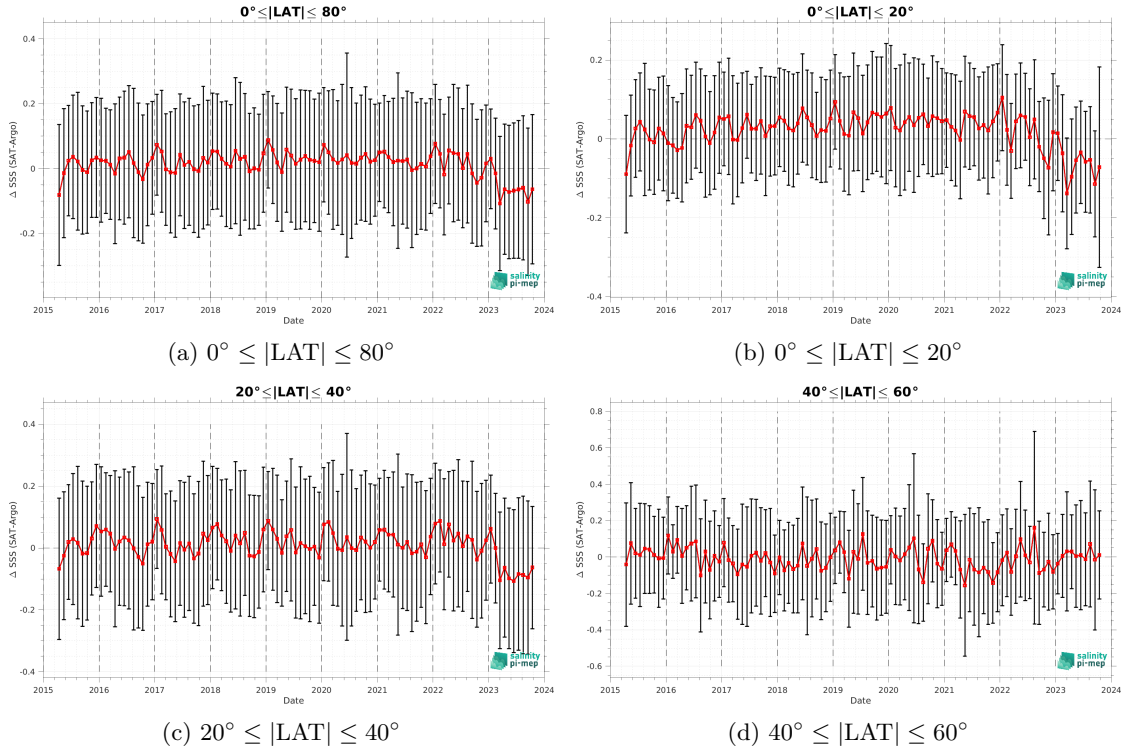 0°≤|LAT|≤ 80°
0.4
0.2
0
-0.2
Δ SSS (SAT-Argo)
2015 2016 2017 2018 2019 2020 2021 2022 2023 2024
Date
salinity
pi-mep
(a) 0° ≤ |LAT| ≤ 80°
0°≤|LAT|≤ 20°
0.2
0
-0.2
-0.4
Δ SSS (SAT-Argo)
2015 2016 2017 2018 2019 2020 2021 2022 2023 2024
Date
salinity
pi-mep
(b) 0° ≤ |LAT| ≤ 20°
20°≤|LAT|≤ 40°
0.4
0.2
0
-0.2
-0.4
Δ SSS (SAT-Argo)
2015 2016 2017 2018 2019 2020 2021 2022 2023 2024
Date
salinity
pi-mep
(c) 20° ≤ |LAT| ≤ 40°
40°≤|LAT|≤ 60°
0.8
0.6
0.4
0.2
0
-0.2
-0.4
-0.6
Δ SSS (SAT-Argo)
2015 2016 2017 2018 2019 2020 2021 2022 2023 2024
Date
salinity
pi-mep
(d) 40° ≤ |LAT| ≤ 60°